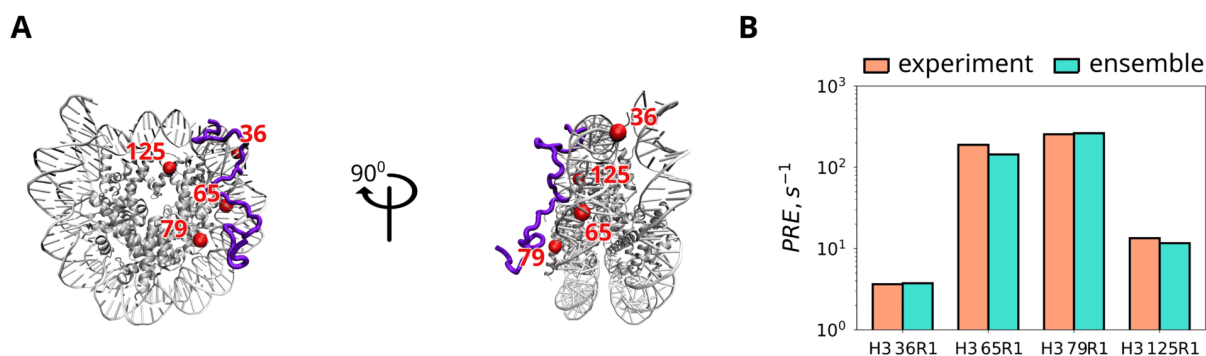 A
B
36
125
65
79
90⁰
36
125
65
79
experiment
ensemble
PRE, s⁻¹
10³
10²
10¹
10⁰
H3 36R1
H3 65R1
H3 79R1
H3 125R1